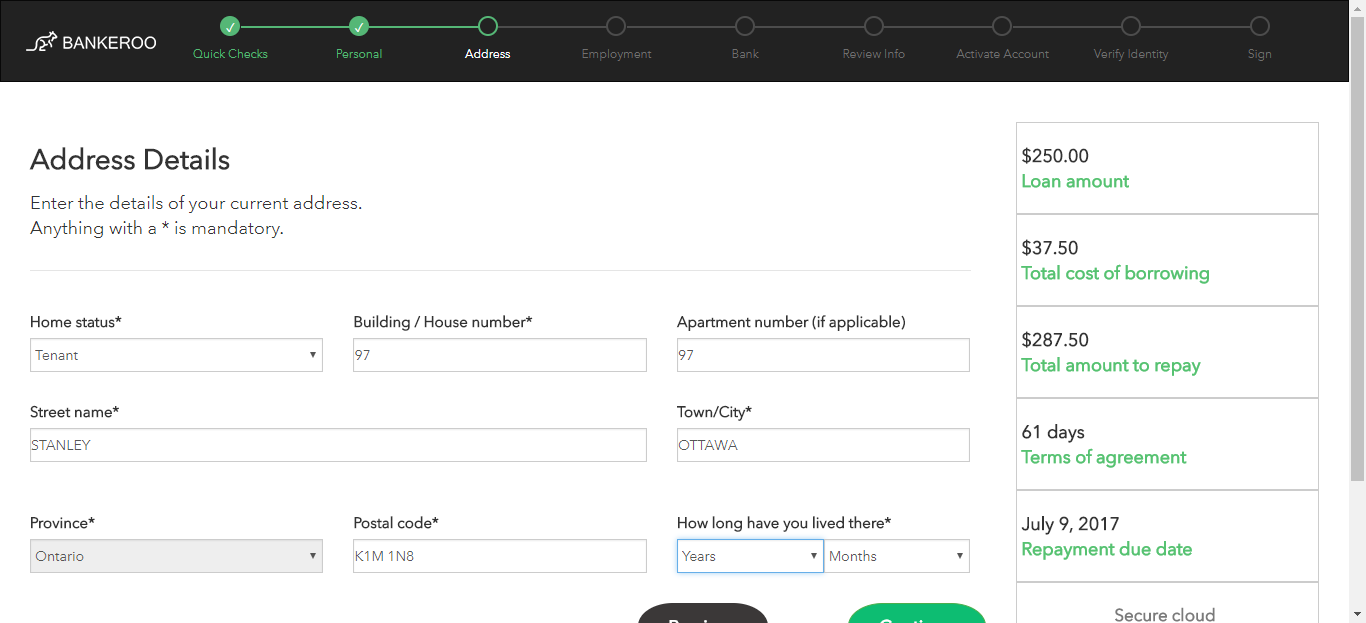 BANKEROO
Quick Checks
Personal
Address
Employment
Bank
Review Info
Activate Account
Verify Identity
Sign
Address Details
Enter the details of your current address.
Anything with a * is mandatory.
Home status*
Building / House number*
Apartment number (if applicable)
Tenant
97
97
Street name*
Town/City*
STANLEY
OTTAWA
Province*
Postal code*
How long have you lived there*
Ontario
K1M 1N8
Years
Months
$250.00
Loan amount
$37.50
Total cost of borrowing
$287.50
Total amount to repay
61 days
Terms of agreement
July 9, 2017
Repayment due date
Secure cloud